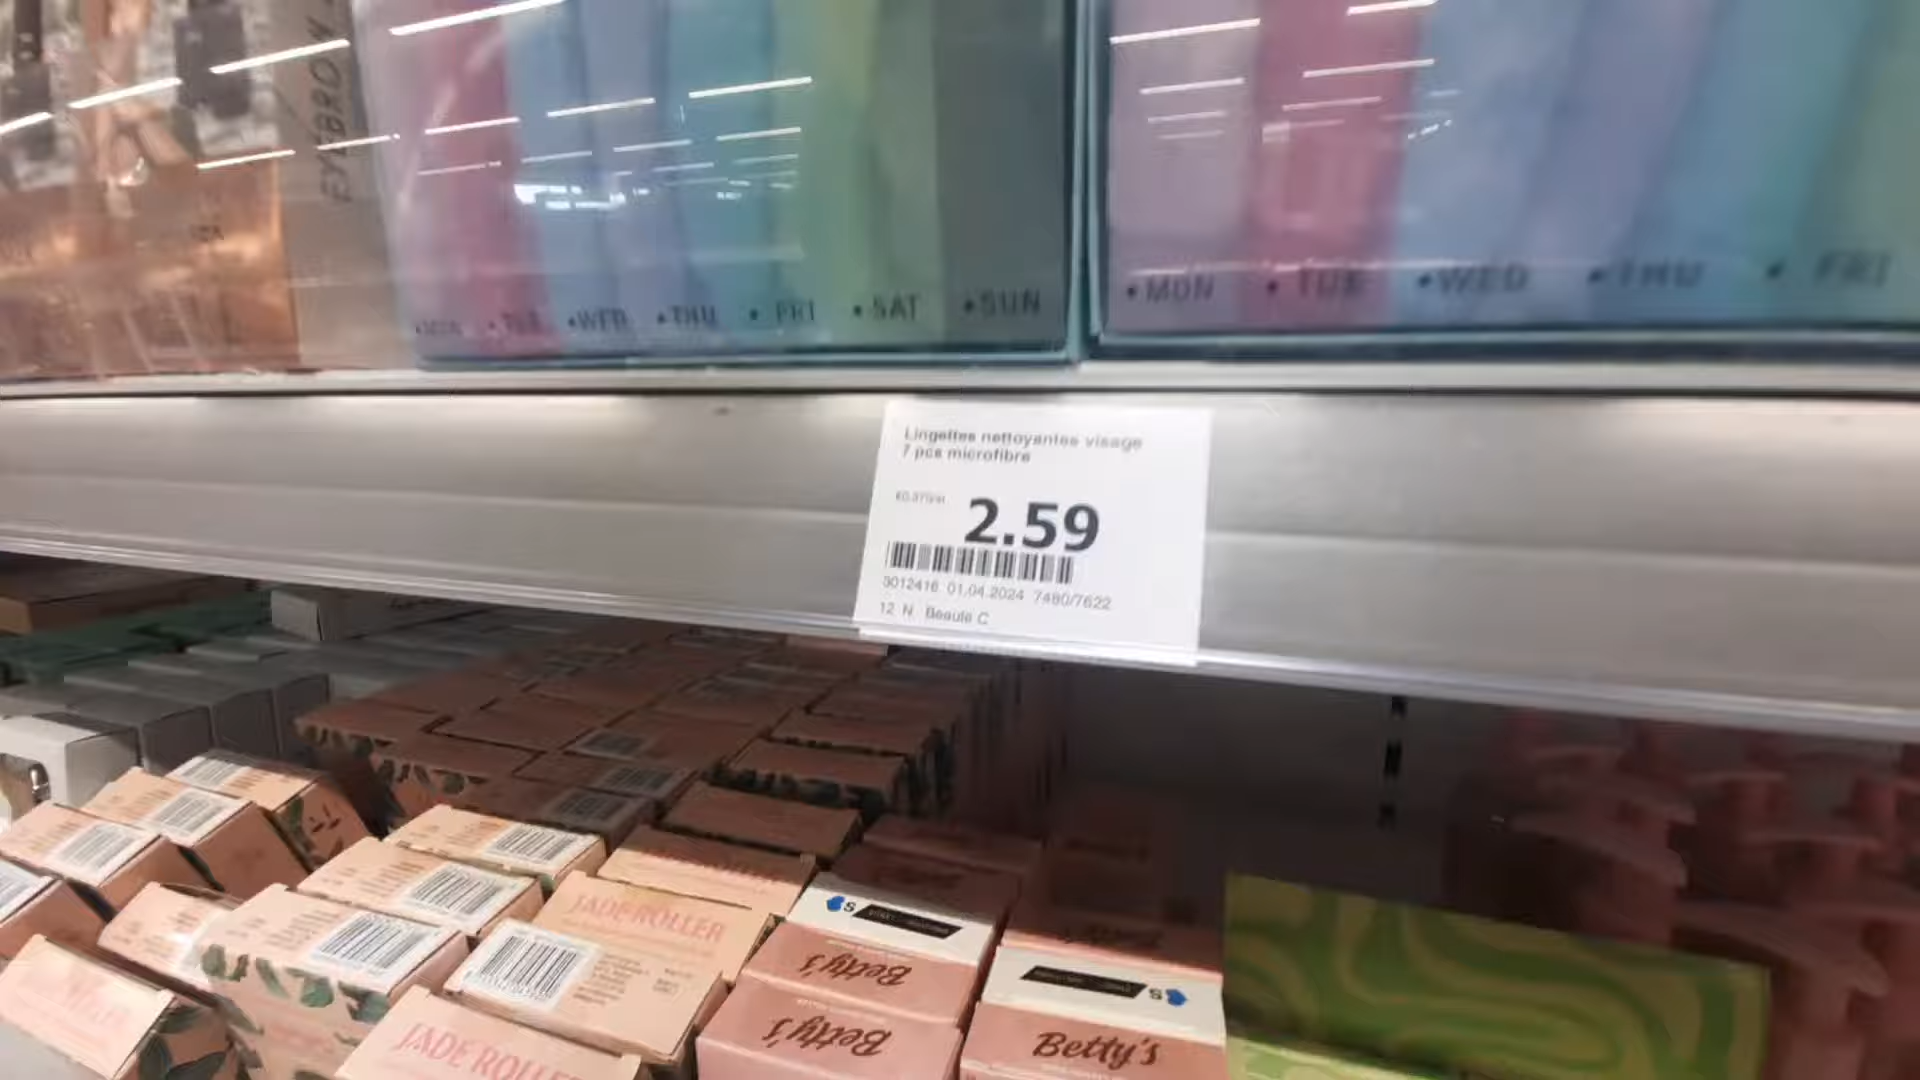 EYEBROW
•MON •TUE •WED •THU • FRI •SAT •SUN
•MON •TUE •WED •THU • FRI
Lingettes nettoyantes visage
7 pcs microfibre
2.59
3012416 01.04.2024 7480/7622
12 N Beaute C
JADE ROLLER
S
Betty's
Betty's
S
Betty's
JADE ROLLER